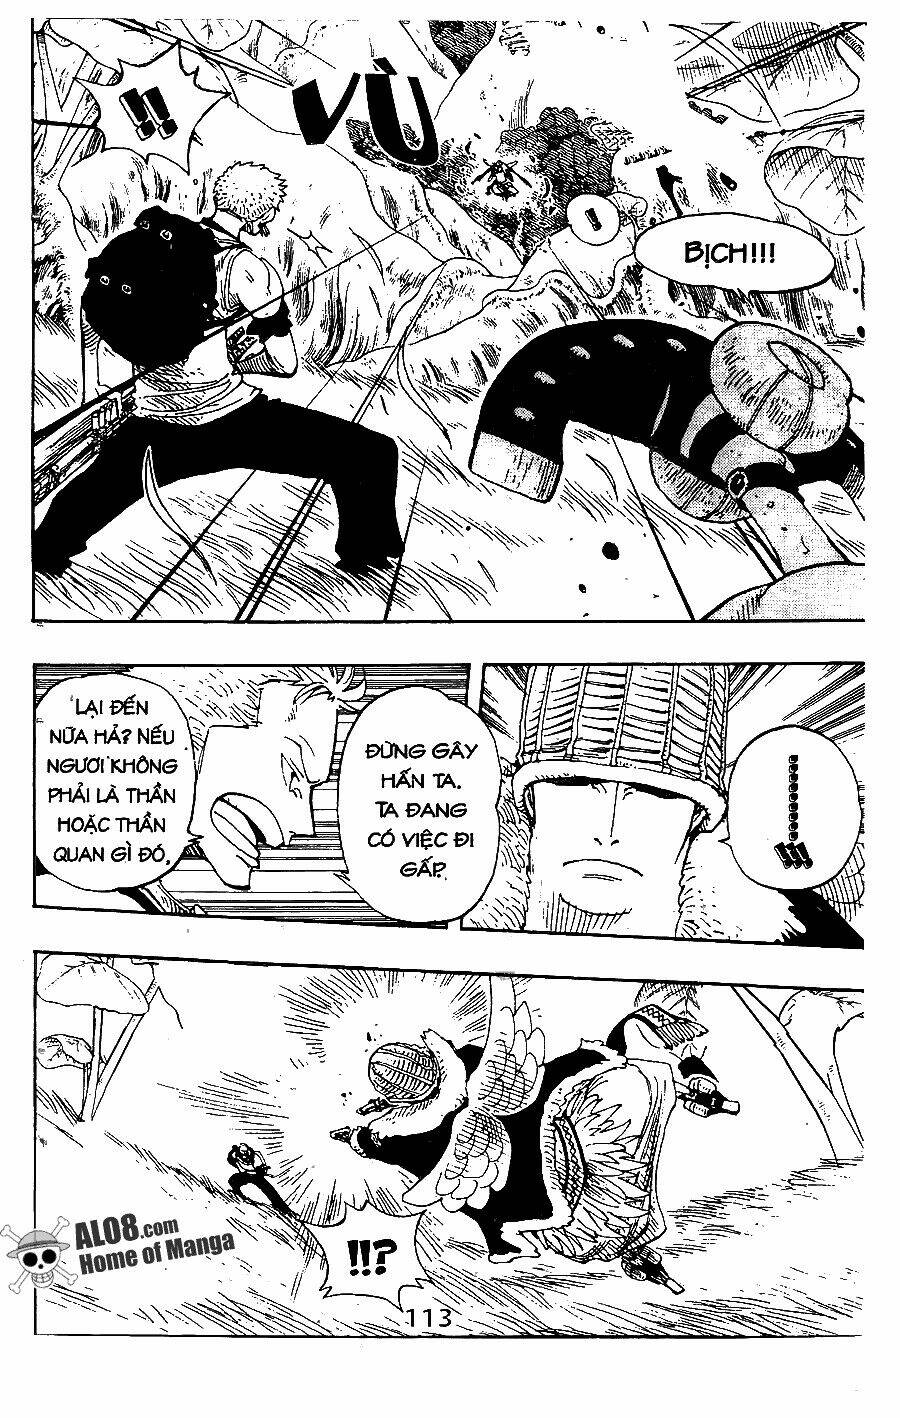 !!
VÙ
!
BỊCH!!!
LẠI ĐẾN
NỮA HẢ? NẾU
NGƯƠI KHÔNG
PHẢI LÀ THẦN
HOẶC THẦN
QUAN GÌ ĐÓ,
ĐỪNG GÂY
HẤN TA.
TA ĐANG
CÓ VIỆC ĐI
GẤP.
!!!
!!?
AL08.com
Home of Manga
113